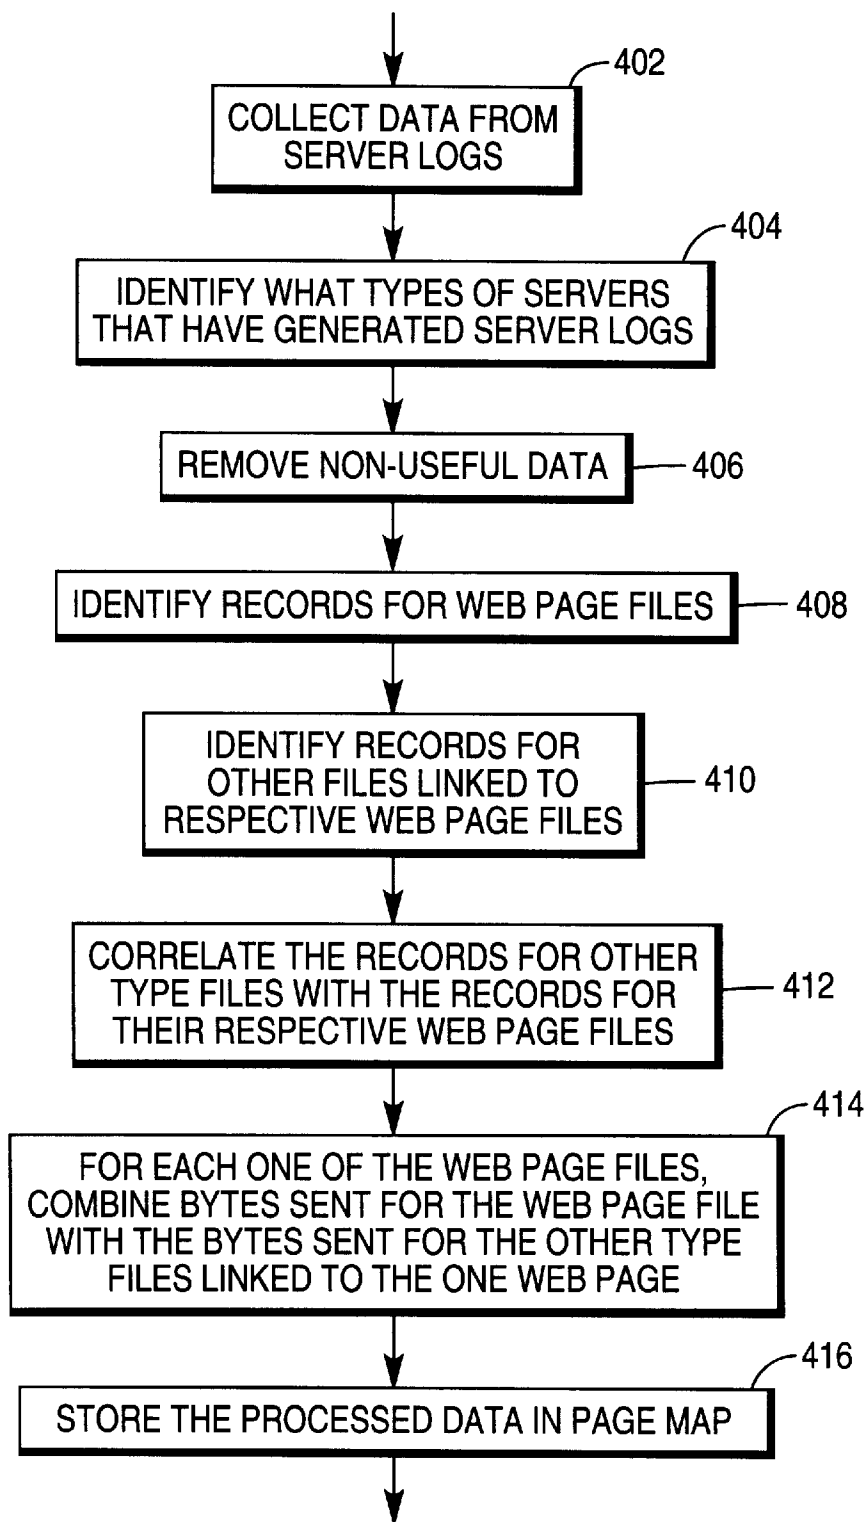 402
COLLECT DATA FROM
SERVER LOGS
404
IDENTIFY WHAT TYPES OF SERVERS
THAT HAVE GENERATED SERVER LOGS
REMOVE NON-USEFUL DATA
406
IDENTIFY RECORDS FOR WEB PAGE FILES
408
IDENTIFY RECORDS FOR
OTHER FILES LINKED TO
RESPECTIVE WEB PAGE FILES
410
CORRELATE THE RECORDS FOR OTHER
TYPE FILES WITH THE RECORDS FOR
THEIR RESPECTIVE WEB PAGE FILES
412
414
FOR EACH ONE OF THE WEB PAGE FILES,
COMBINE BYTES SENT FOR THE WEB PAGE FILE
WITH THE BYTES SENT FOR THE OTHER TYPE
FILES LINKED TO THE ONE WEB PAGE
416
STORE THE PROCESSED DATA IN PAGE MAP